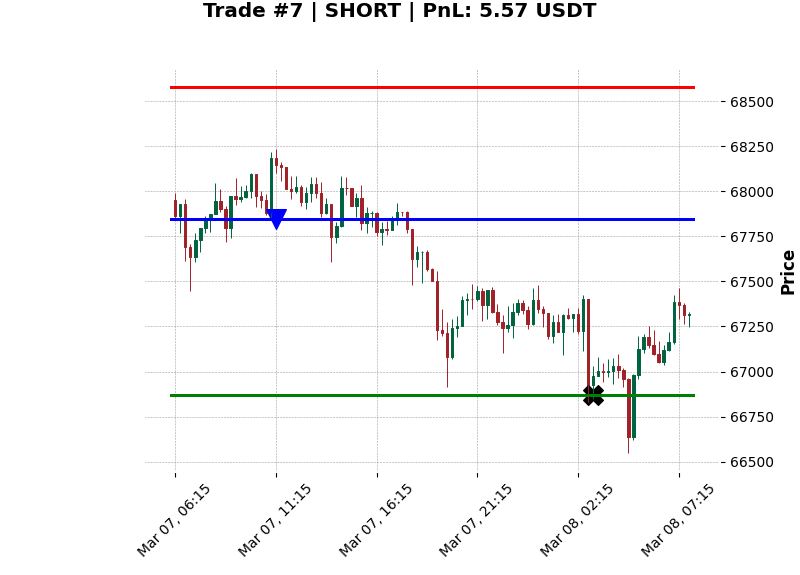 Trade #7 | SHORT | PnL: 5.57 USDT
68500
68250
68000
67750
67500
67250
67000
66750
66500
Price
Mar 07, 06:15
Mar 07, 11:15
Mar 07, 16:15
Mar 07, 21:15
Mar 08, 02:15
Mar 08, 07:15